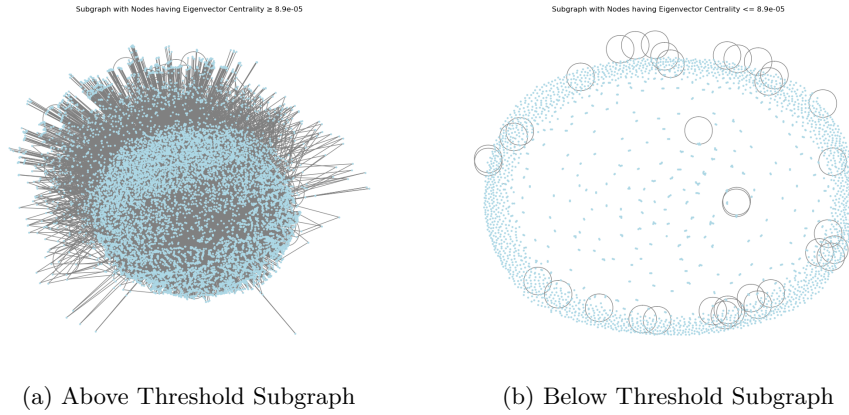 Subgraph with Nodes having Eigenvector Centrality ≥ 8.9e-05
Subgraph with Nodes having Eigenvector Centrality <= 8.9e-05
(a) Above Threshold Subgraph
(b) Below Threshold Subgraph